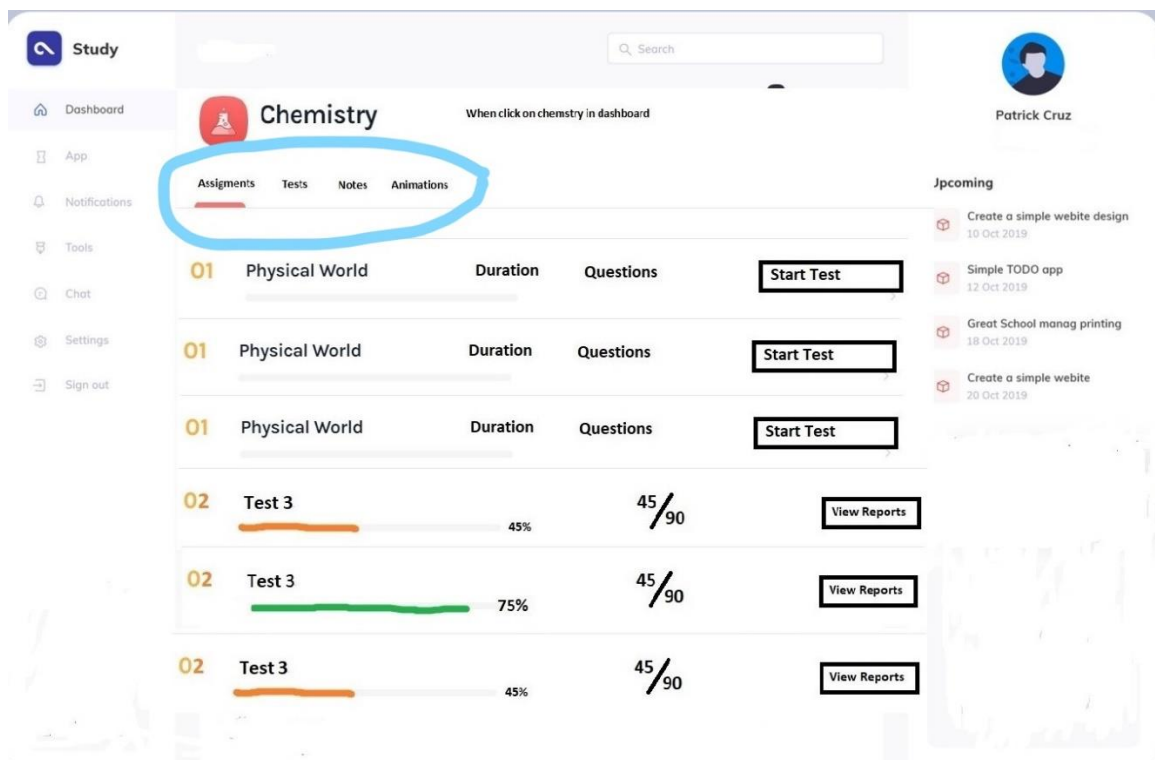 Study
Search
Dashboard
App
Notifications
Tools
Chat
Settings
Sign out
Chemistry
When click on chemstry in dashboard
Assigments Tests Notes Animations
01 Physical World Duration Questions Start Test
01 Physical World Duration Questions Start Test
01 Physical World Duration Questions Start Test
02 Test 3 45% 45/90 View Reports
02 Test 3 75% 45/90 View Reports
02 Test 3 45% 45/90 View Reports
Patrick Cruz
Upcoming
Create a simple webite design
10 Oct 2019
Simple TODO app
12 Oct 2019
Great School manag printing
18 Oct 2019
Create a simple webite
20 Oct 2019